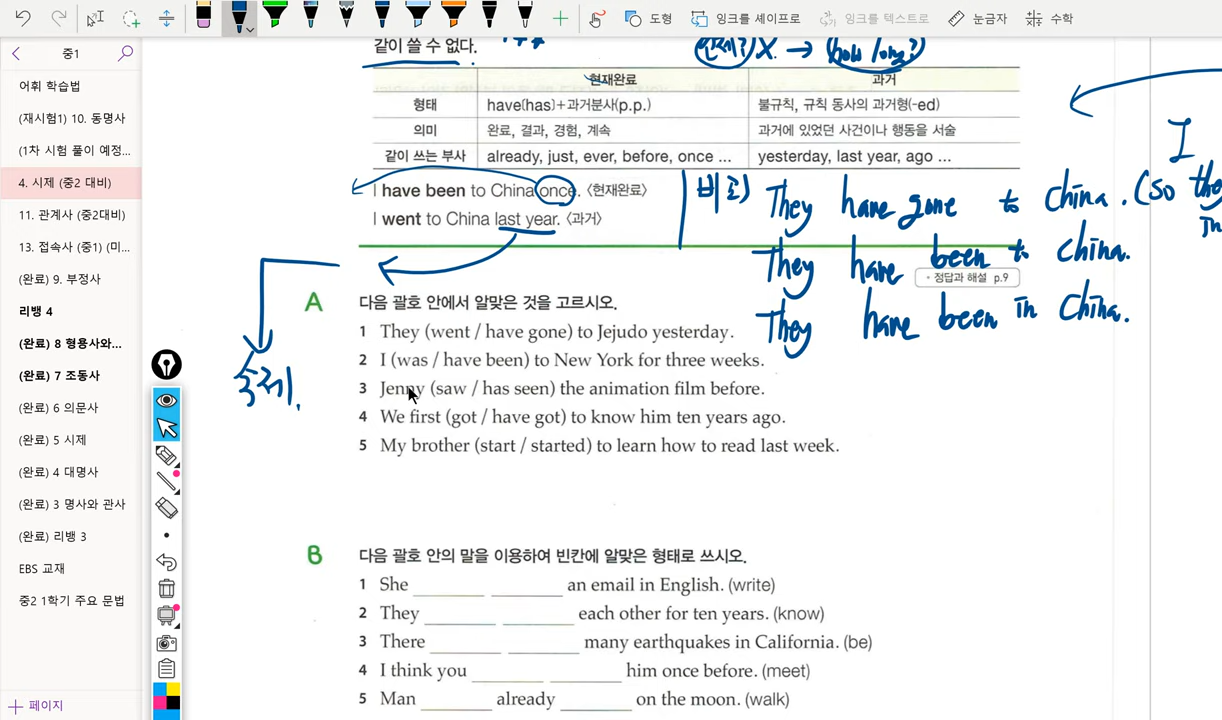 도형
잉크를 셰이프로
잉크를 텍스트로
눈금자
수학
중1
어휘 학습법
(재시험1) 10. 동명사
(1차 시험 풀이 예정...
4. 시제 (중2 대비)
11. 관계사 (중2대비)
13. 접속사 (중1) (미...
(완료) 9. 부정사
리뱅 4
(완료) 8 형용사와...
(완료) 7 조동사
(완료) 6 의문사
(완료) 5 시제
(완료) 4 대명사
(완료) 3 명사와 관사
(완료) 리뱅 3
EBS 교재
중2 1학기 주요 문법
페이지
같이 쓸 수 없다.
(언제?) X. → (how long?)
현재완료 과거
형태 have(has)+과거분사(p.p.) 불규칙, 규칙 동사의 과거형(-ed)
의미 완료, 결과, 경험, 계속 과거에 있었던 사건이나 행동을 서술
같이 쓰는 부사 already, just, ever, before, once ... yesterday, last year, ago ...
I have been to China once. 〈현재완료〉
I went to China last year. 〈과거〉
I
비교) They have gone to china. (so they
in
They have been to china.
They have been in China.
• 정답과 해설 p.9
A 다음 괄호 안에서 알맞은 것을 고르시오.
1 They (went / have gone) to Jejudo yesterday.
2 I (was / have been) to New York for three weeks.
3 Jenny (saw / has seen) the animation film before.
4 We first (got / have got) to know him ten years ago.
5 My brother (start / started) to learn how to read last week.
B 다음 괄호 안의 말을 이용하여 빈칸에 알맞은 형태로 쓰시오.
1 She ______ ______ an email in English. (write)
2 They ______ ______ each other for ten years. (know)
3 There ______ ______ many earthquakes in California. (be)
4 I think you ______ ______ him once before. (meet)
5 Man ______ already ______ on the moon. (walk)